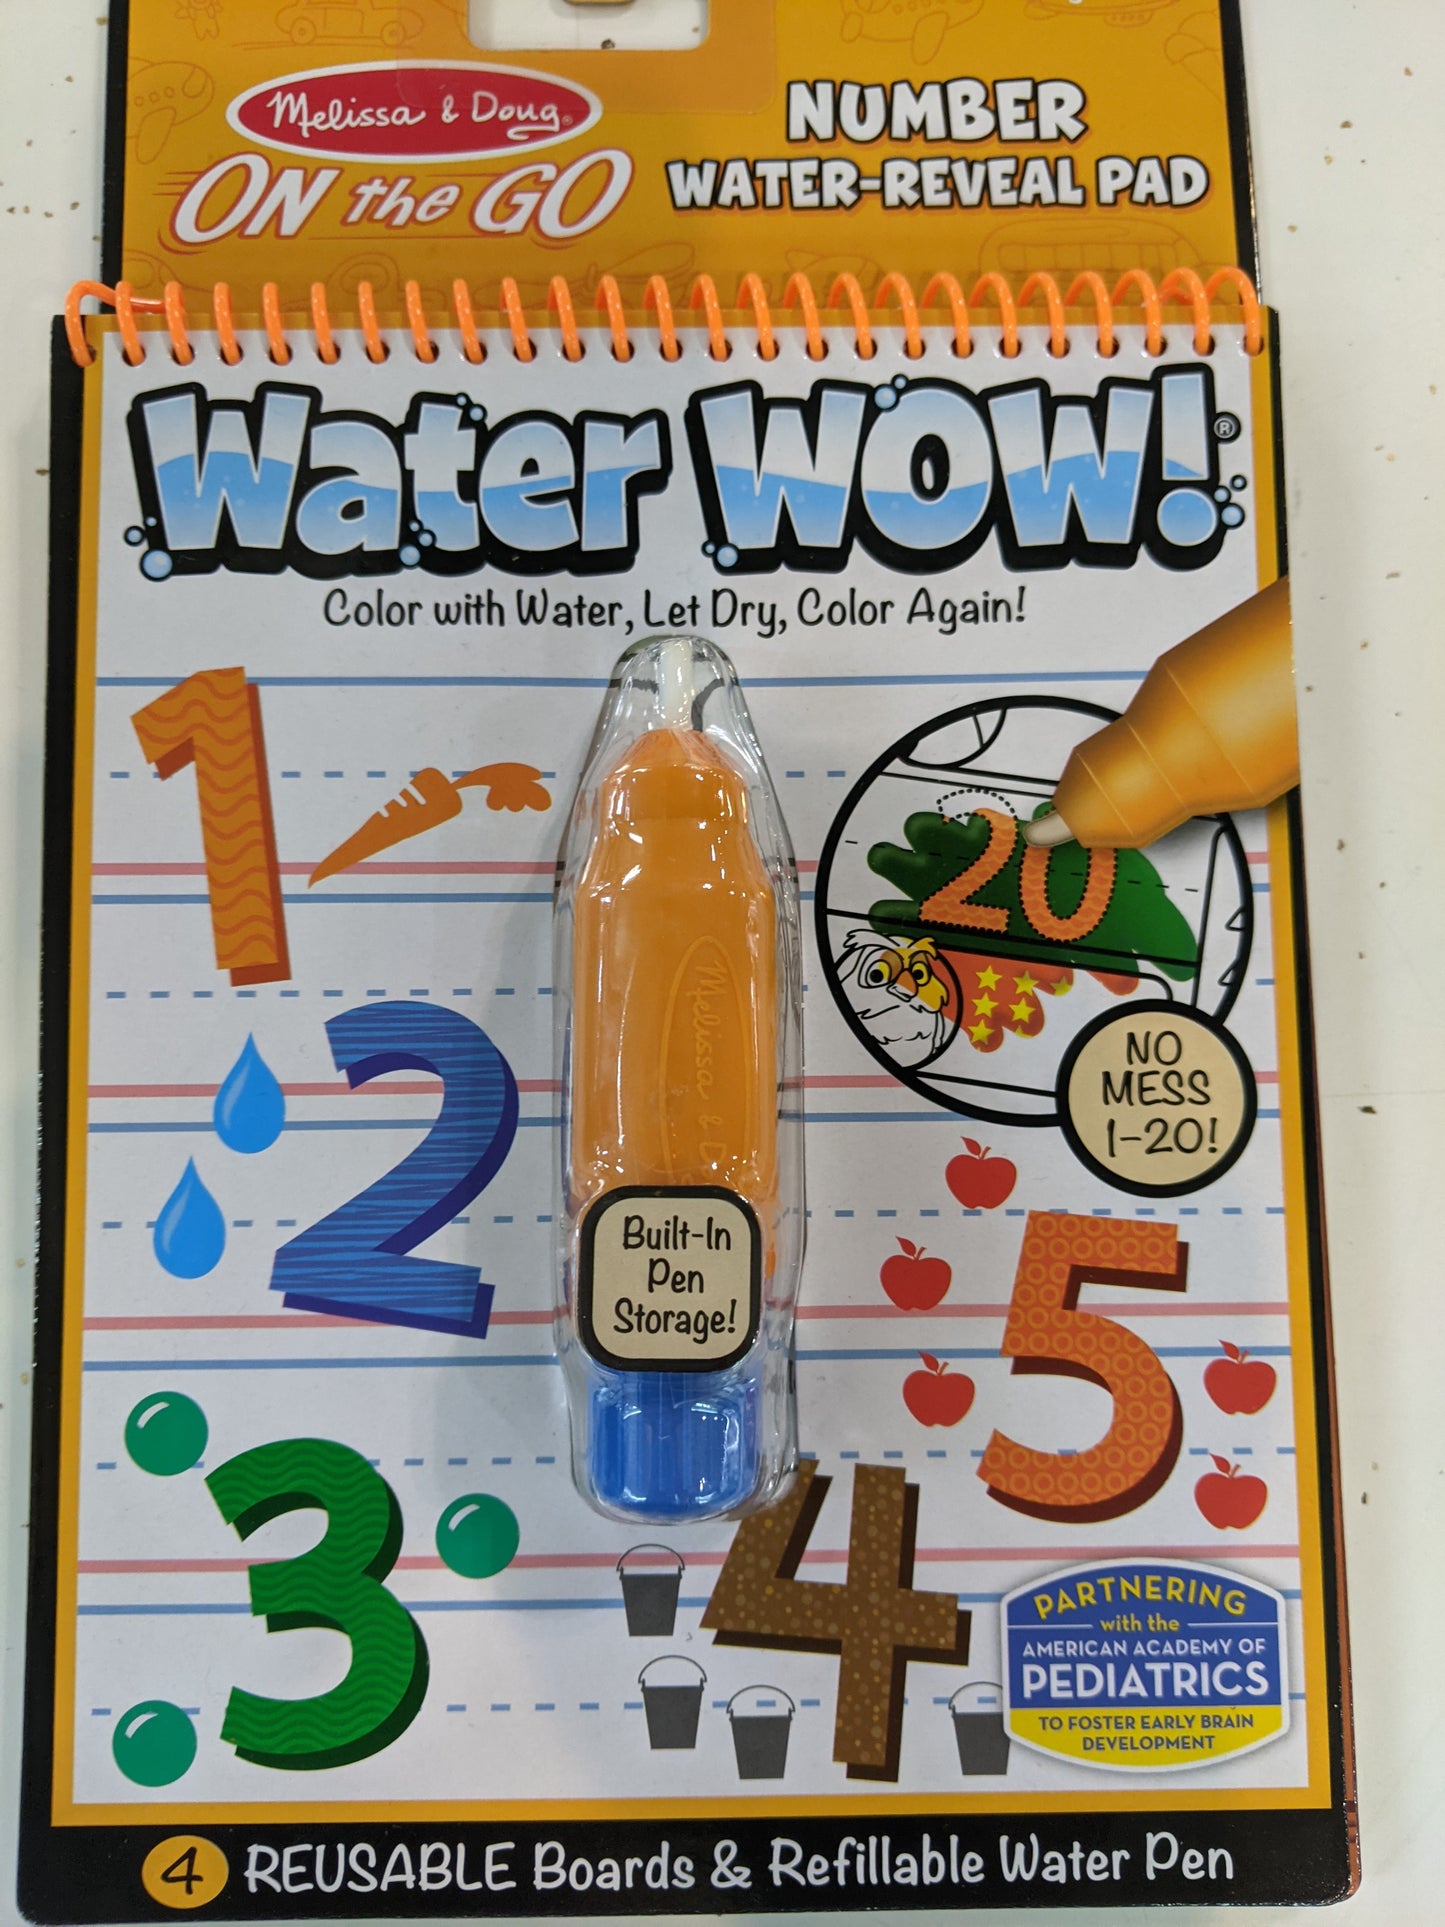 Melissa & Doug®
ON the GO
NUMBER
WATER-REVEAL PAD
Water WOW!®
Color with Water, Let Dry, Color Again!
1
20
NO
MESS
1-20!
2
Melissa & D
Built-In
Pen
Storage!
5
3
4
PARTNERING
with the
AMERICAN ACADEMY OF
PEDIATRICS
TO FOSTER EARLY BRAIN
DEVELOPMENT
4 REUSABLE Boards & Refillable Water Pen